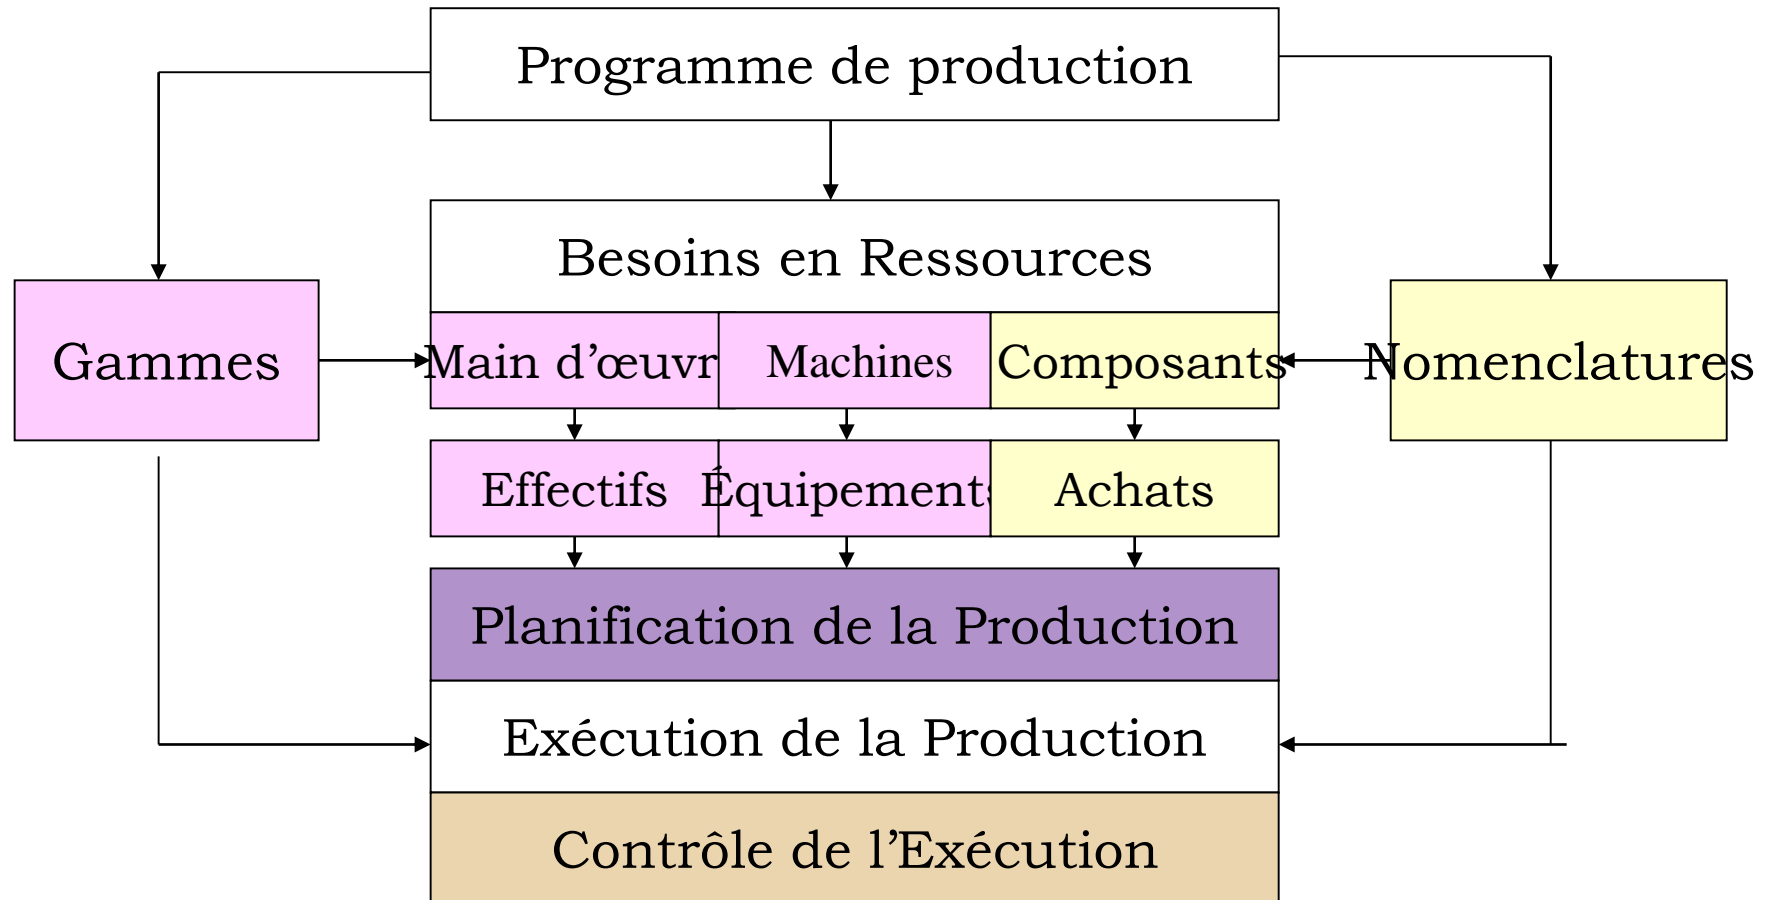 Programme de production
Besoins en Ressources
Gammes
Main d’œuvr
Machines
Composants
Nomenclatures
Effectifs
Équipements
Achats
Planification de la Production
Exécution de la Production
Contrôle de l’Exécution